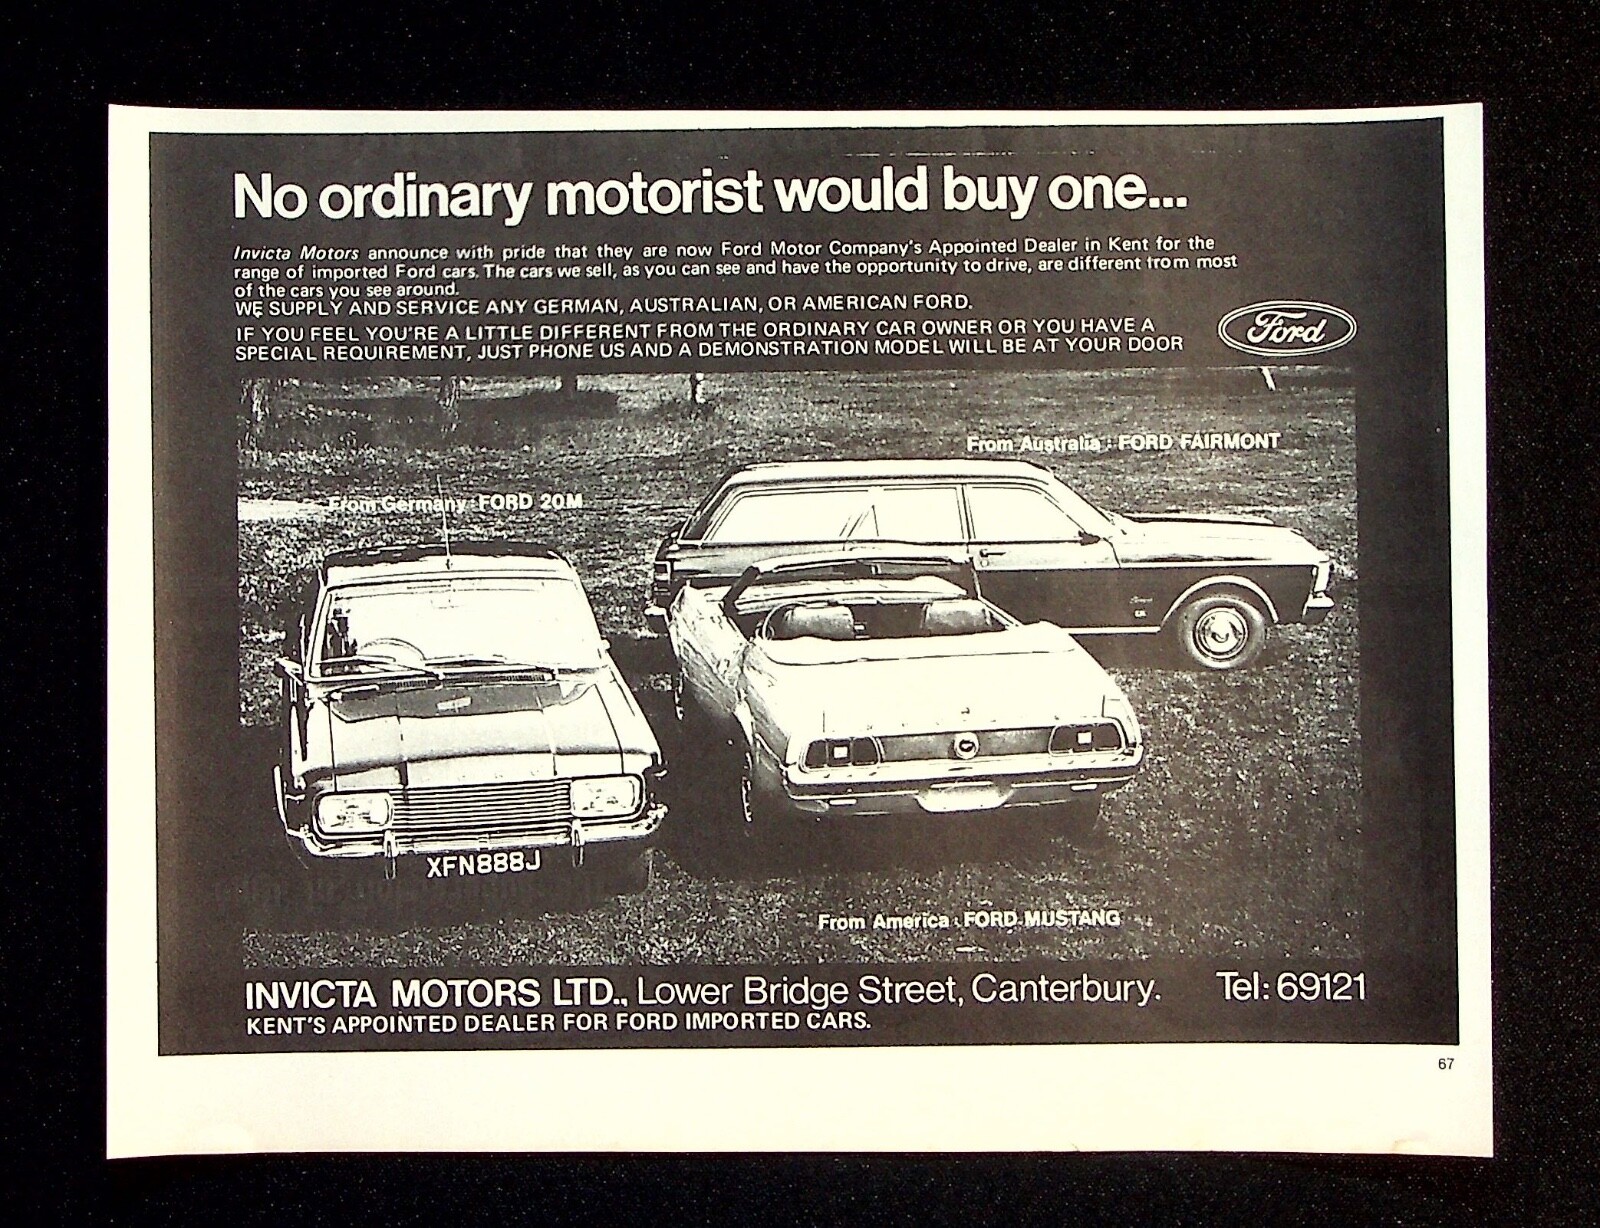 No ordinary motorist would buy one...
Invicta Motors announce with pride that they are now Ford Motor Company's Appointed Dealer in Kent for the
range of imported Ford cars. The cars we sell, as you can see and have the opportunity to drive, are different from most
of the cars you see around.
WE SUPPLY AND SERVICE ANY GERMAN, AUSTRALIAN, OR AMERICAN FORD.
IF YOU FEEL YOU'RE A LITTLE DIFFERENT FROM THE ORDINARY CAR OWNER OR YOU HAVE A
SPECIAL REQUIREMENT, JUST PHONE US AND A DEMONSTRATION MODEL WILL BE AT YOUR DOOR
Ford
From Australia : FORD FAIRMONT
From Germany : FORD 20M
XFN888J
From America : FORD MUSTANG
INVICTA MOTORS LTD., Lower Bridge Street, Canterbury. Tel: 69121
KENT'S APPOINTED DEALER FOR FORD IMPORTED CARS.
67